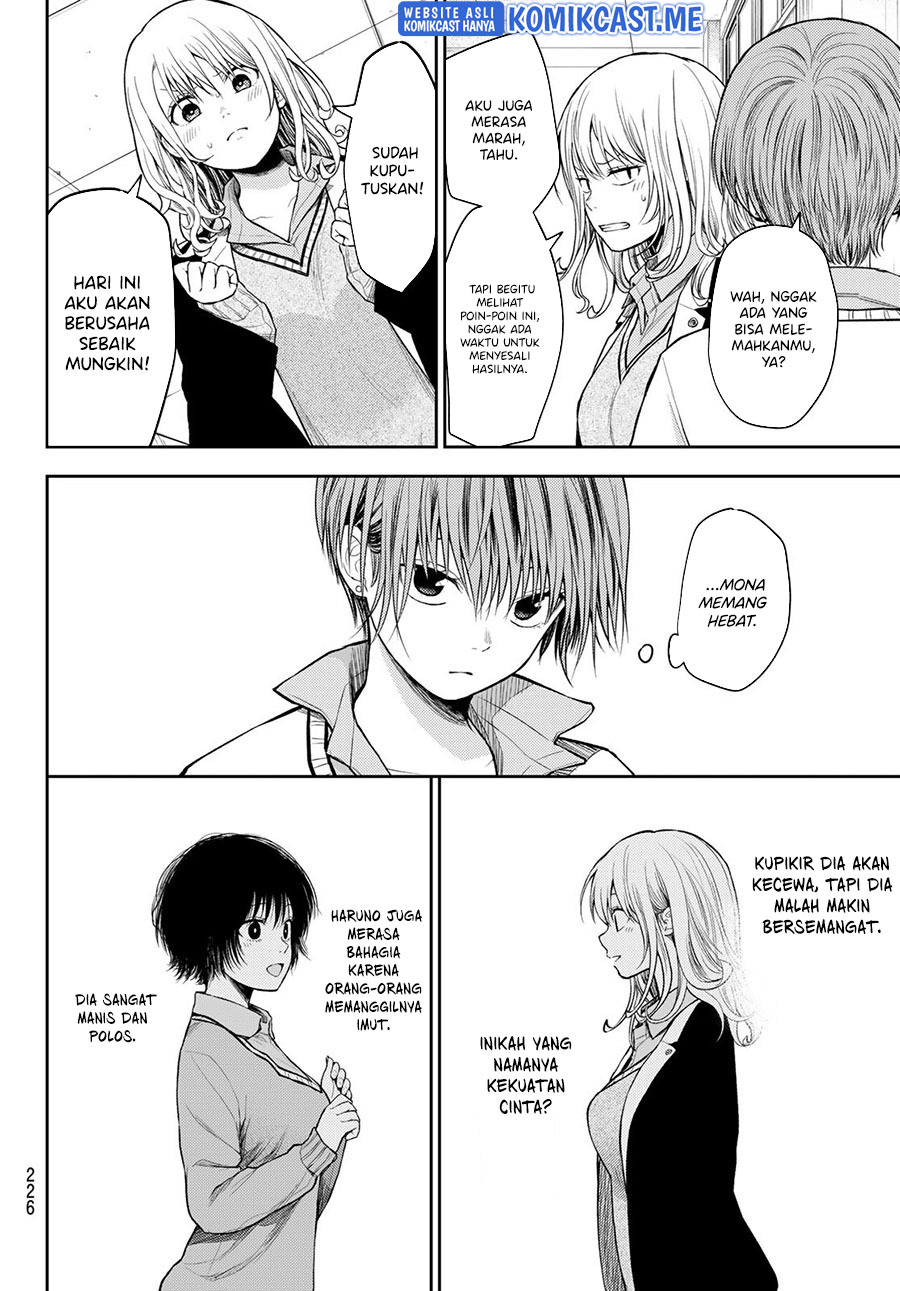 WEBSITE ASLI
KOMIKCAST HANYA
KOMIKCAST.ME
WAH, NGGAK
ADA YANG
BISA MELE-
MAHKANMU,
YA?
AKU JUGA
MERASA
MARAH,
TAHU.
TAPI BEGITU
MELIHAT
POIN-POIN INI,
NGGAK ADA
WAKTU UNTUK
MENYESALI
HASILNYA.
SUDAH
KUPU-
TUSKAN!
HARI INI
AKU AKAN
BERUSAHA
SEBAIK
MUNGKIN!
...MONA
MEMANG
HEBAT.
KUPIKIR DIA AKAN
KECEWA, TAPI DIA
MALAH MAKIN
BERSEMANGAT.
INIKAH YANG
NAMANYA
KEKUATAN
CINTA?
HARUNO JUGA
MERASA
BAHAGIA
KARENA
ORANG-ORANG
MEMANGGILNYA
IMUT.
DIA SANGAT
MANIS DAN
POLOS.
226